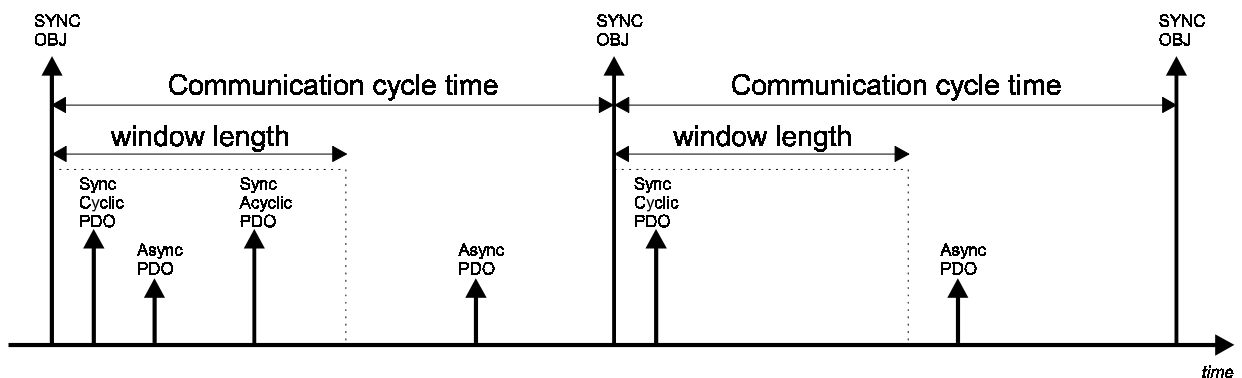 SYNC
OBJ
SYNC
OBJ
SYNC
OBJ
Communication cycle time
Communication cycle time
window length
window length
Sync
Cyclic
PDO
Sync
Acyclic
PDO
Sync
Cyclic
PDO
Async
PDO
Async
PDO
Async
PDO
time